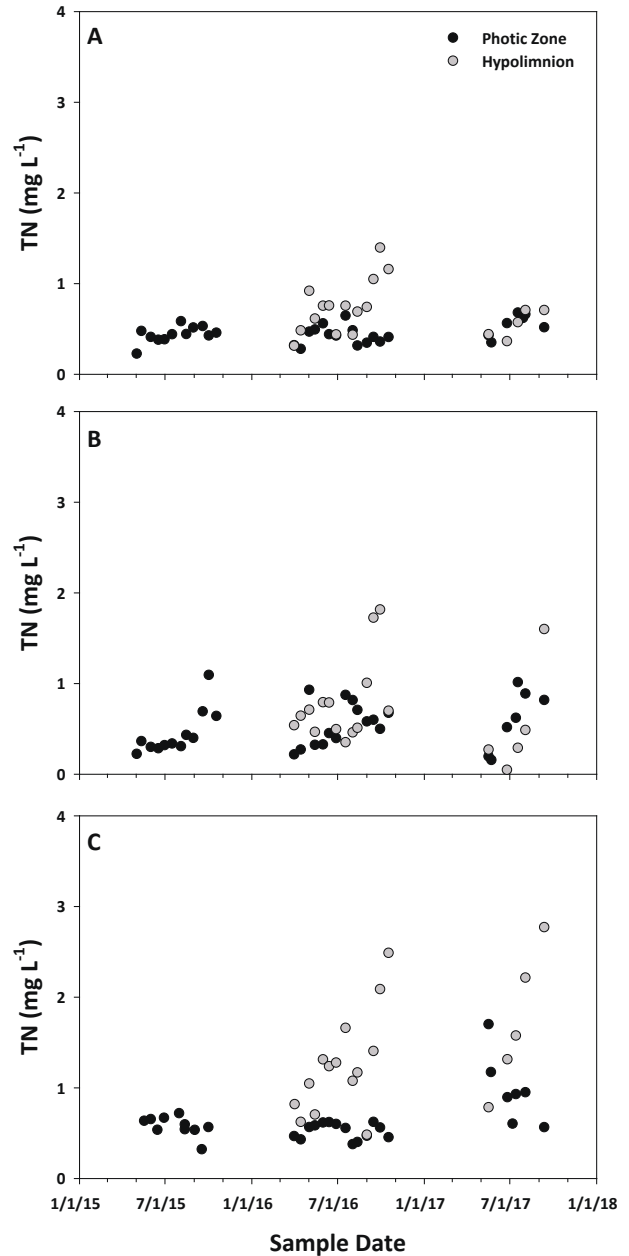 A
Photic Zone
Hypolimnion
4
3
2
1
0
TN (mg L⁻¹)
B
4
3
2
1
0
TN (mg L⁻¹)
C
4
3
2
1
0
TN (mg L⁻¹)
1/1/15 7/1/15 1/1/16 7/1/16 1/1/17 7/1/17 1/1/18
Sample Date